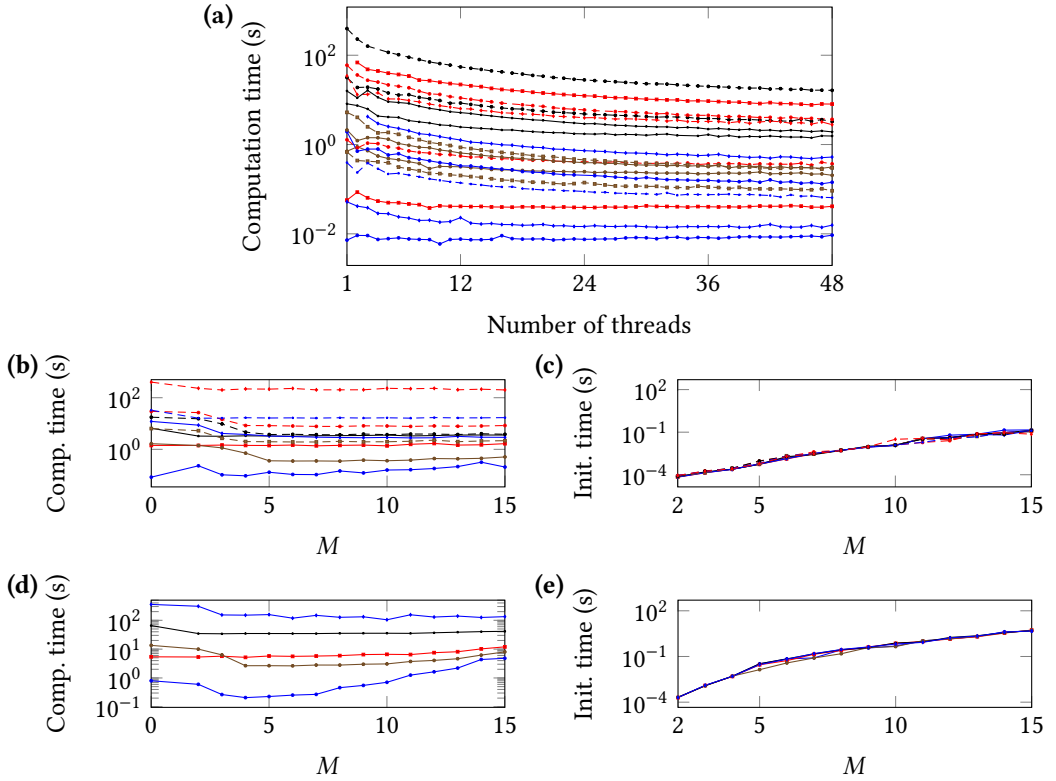 (a)
Computation time (s)
10^2
10^0
10^−2
1 12 24 36 48
Number of threads
(b)
Comp. time (s)
10^2
10^0
0 5 10 15
M
(c)
Init. time (s)
10^2
10^−1
10^−4
2 5 10 15
M
(d)
Comp. time (s)
10^2
10^1
10^0
10^−1
0 5 10 15
M
(e)
Init. time (s)
10^2
10^−1
10^−4
2 5 10 15
M